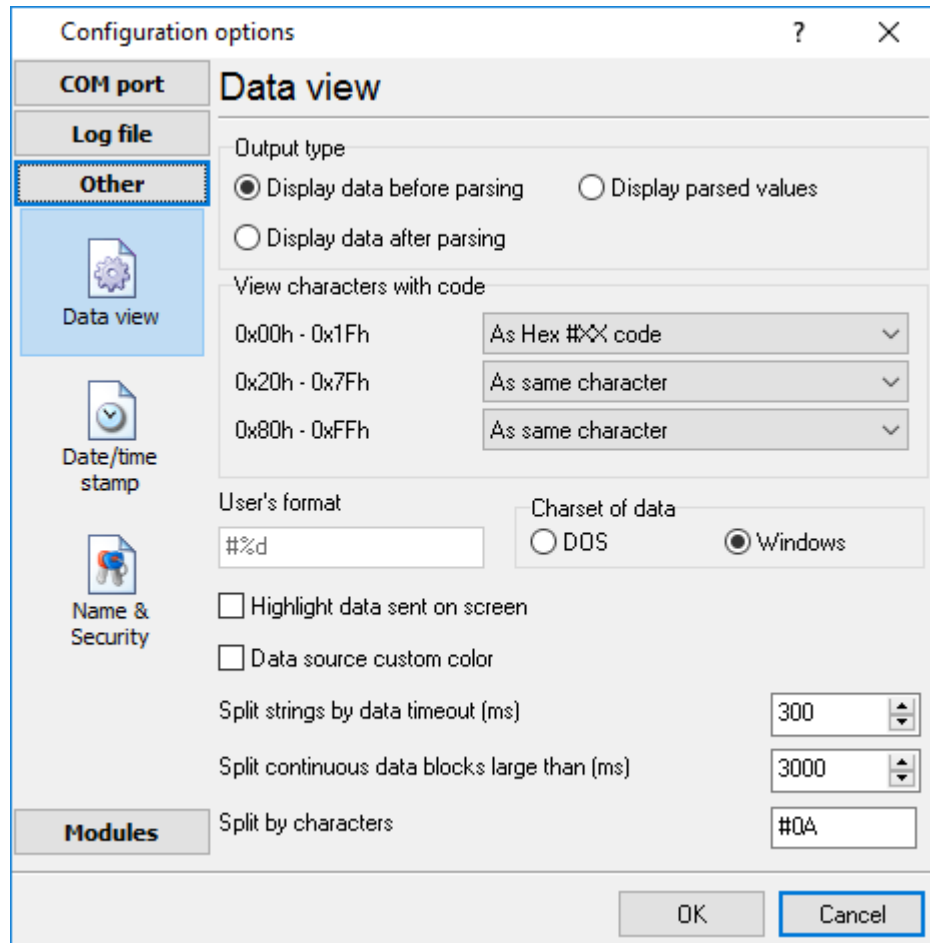 Configuration options
?
COM port
Log file
Other
Data view
Date/time
stamp
Name &
Security
Modules
Data view
Output type
Display data before parsing
Display parsed values
Display data after parsing
View characters with code
0x00h - 0x1Fh
As Hex #XX code
0x20h - 0x7Fh
As same character
0x80h - 0xFFh
As same character
User's format
#%d
Charset of data
DOS
Windows
Highlight data sent on screen
Data source custom color
Split strings by data timeout (ms)
300
Split continuous data blocks large than (ms)
3000
Split by characters
#0A
OK
Cancel